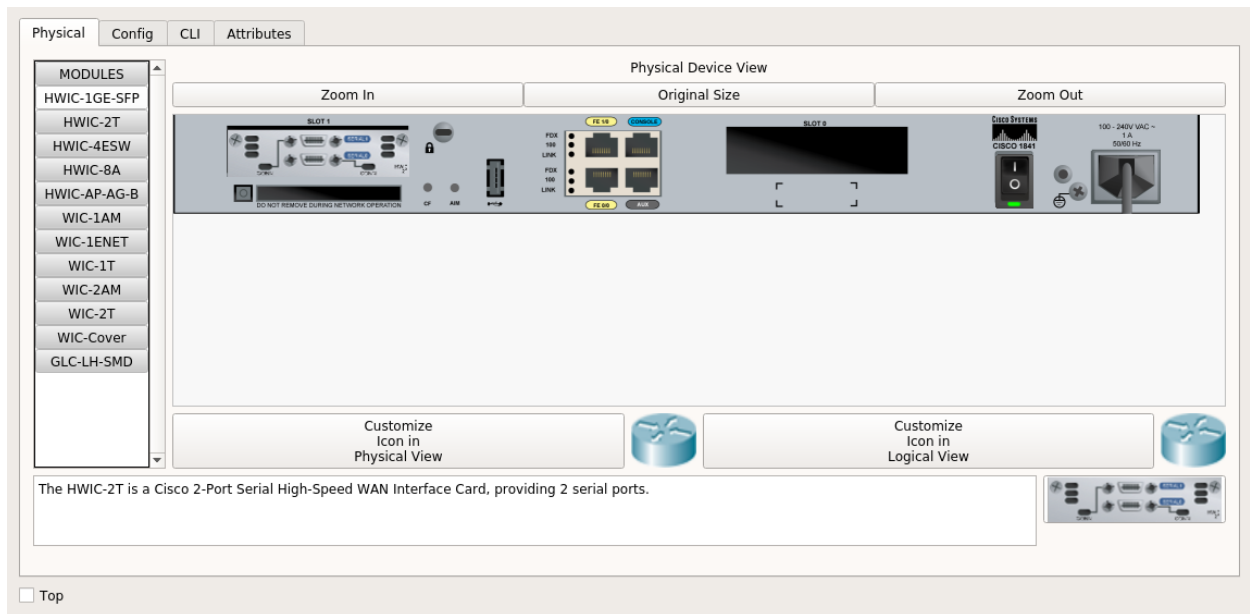 Physical
Config
CLI
Attributes
MODULES
HWIC-1GE-SFP
HWIC-2T
HWIC-4ESW
HWIC-8A
HWIC-AP-AG-B
WIC-1AM
WIC-1ENET
WIC-1T
WIC-2AM
WIC-2T
WIC-Cover
GLC-LH-SMD
Physical Device View
Zoom In
Original Size
Zoom Out
SLOT 1
SERIAL1
SERIAL0
DO NOT REMOVE DURING NETWORK OPERATION
CF
AIM
FE 1/0
CONSOLE
FDX
100
LINK
FDX
100
LINK
FE 0/0
AUX
SLOT 0
CISCO SYSTEMS
CISCO 1841
100 - 240V VAC ~
1 A
50/60 Hz
Customize
Icon in
Physical View
Customize
Icon in
Logical View
The HWIC-2T is a Cisco 2-Port Serial High-Speed WAN Interface Card, providing 2 serial ports.
Top